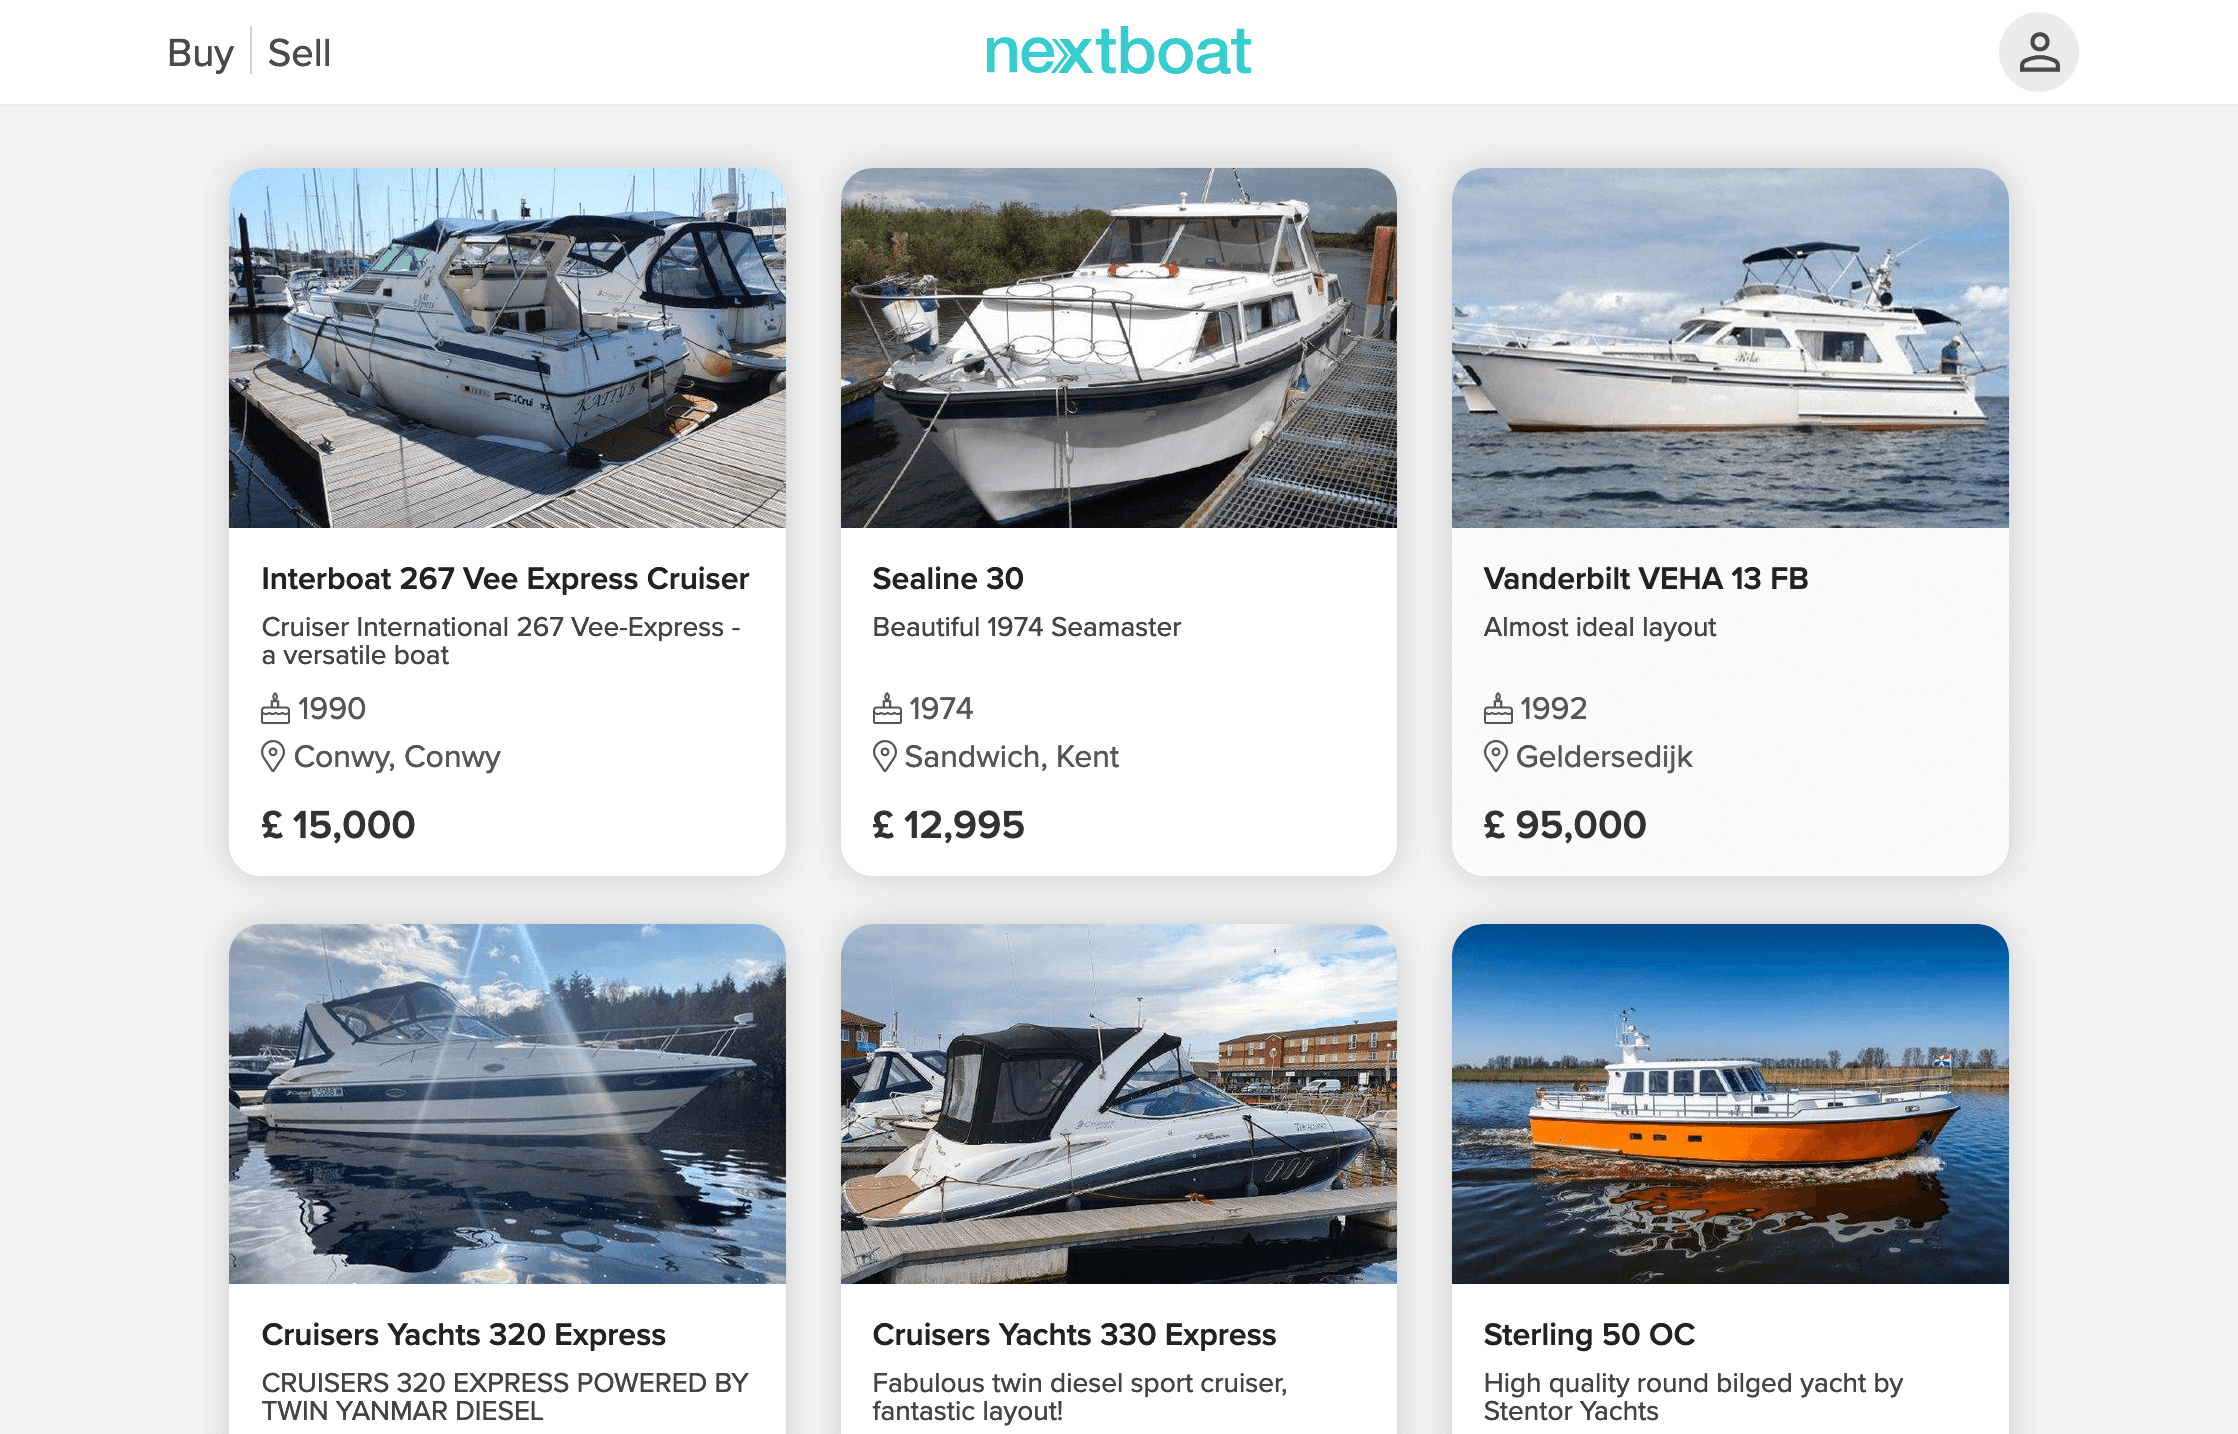 Buy
Sell
nextboat
KATTY B
Interboat 267 Vee Express Cruiser
Cruiser International 267 Vee-Express -
a versatile boat
1990
Conwy, Conwy
£ 15,000
Sealine 30
Beautiful 1974 Seamaster
1974
Sandwich, Kent
£ 12,995
Vanderbilt VEHA 13 FB
Almost ideal layout
1992
Geldersedijk
£ 95,000
Cruisers Yachts 320 Express
CRUISERS 320 EXPRESS POWERED BY
TWIN YANMAR DIESEL
Cruisers Yachts 330 Express
Fabulous twin diesel sport cruiser,
fantastic layout!
Sterling 50 OC
High quality round bilged yacht by
Stentor Yachts